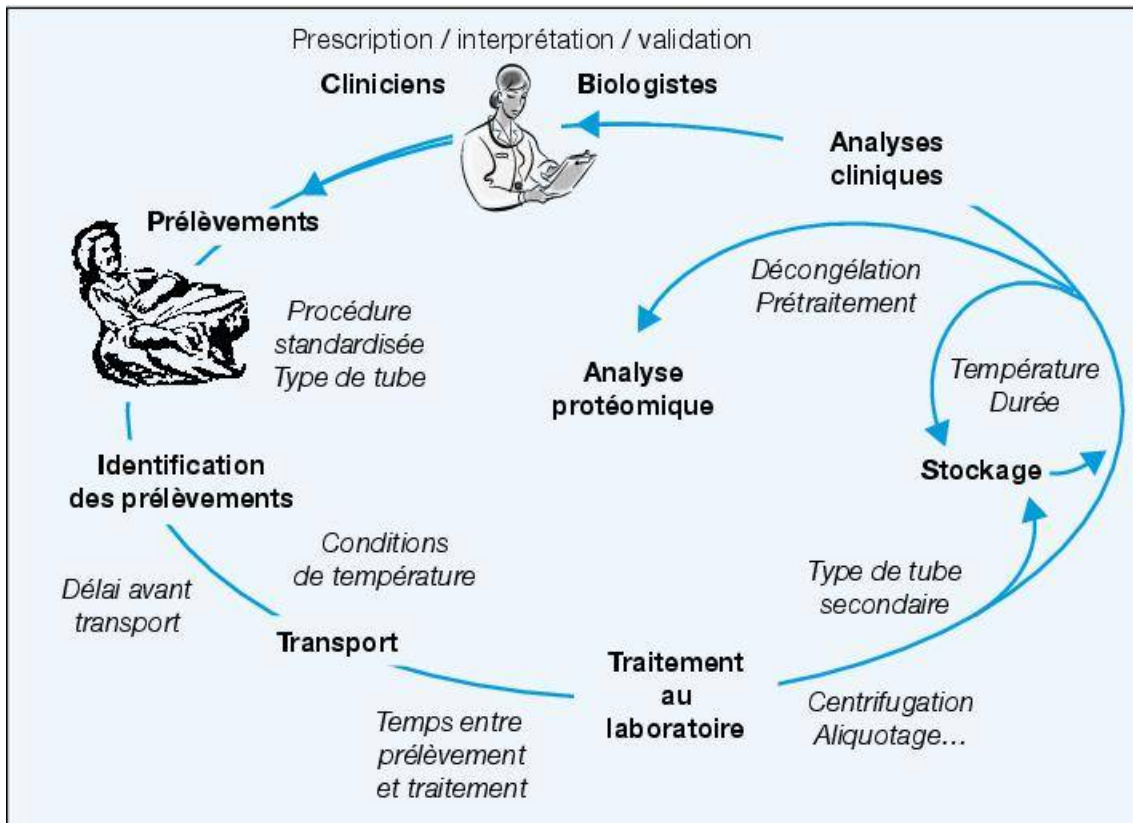 Prescription / interprétation / validation
Cliniciens
Biologistes
Analyses
cliniques
Prélèvements
Décongélation
Prétraitement
Procédure
standardisée
Type de tube
Analyse
protéomique
Température
Durée
Identification
des prélèvements
Stockage
Conditions
de température
Délai avant
transport
Type de tube
secondaire
Transport
Traitement
au
laboratoire
Centrifugation
Aliquotage...
Temps entre
prélèvement
et traitement